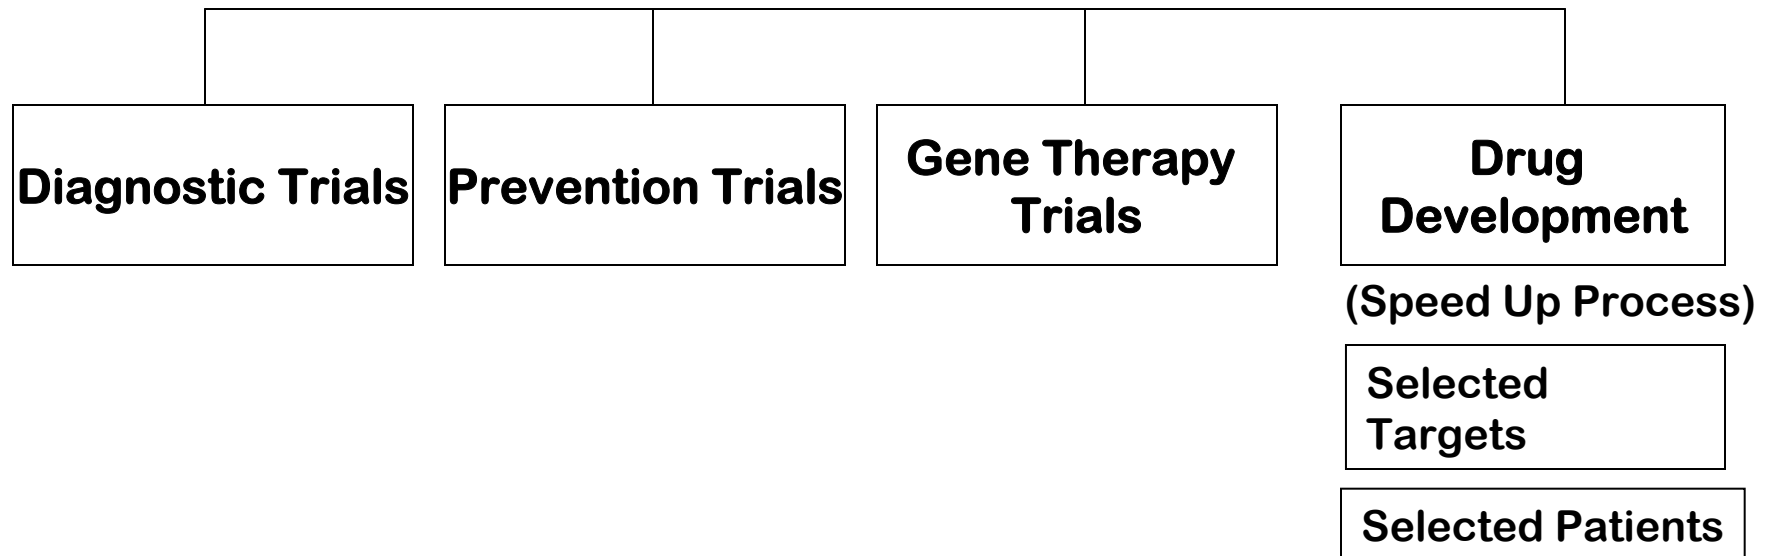 Diagnostic Trials
Prevention Trials
Gene Therapy
Trials
Drug
Development
(Speed Up Process)
Selected
Targets
Selected Patients